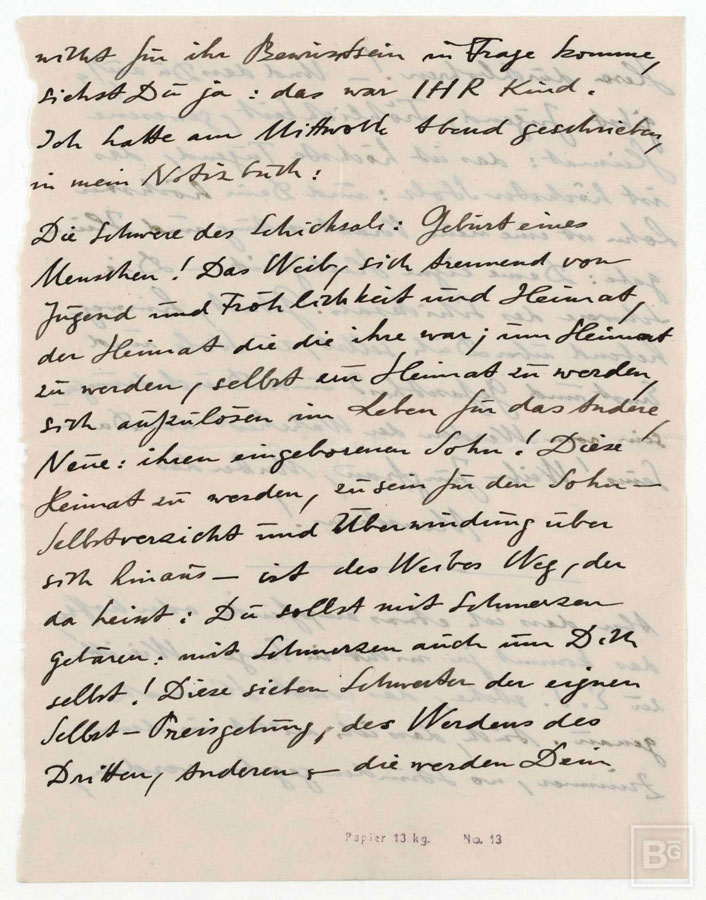 nicht für ihr Bewusstsein in Frage komme,
siehst Du ja: das war IHR Kind.
Ich hatte am Mittwoch Abend geschrieben,
in mein Notizbuch:
Die Schwere des Schicksals: Geburt eines
Menschen! Das Weib, sich trennend von
Jugend und Fröhlichkeit und Heimat,
der Heimat die die ihre war; um Heimat
zu werden, selbst ein Heimat zu werden,
sich aufzulösen im Leben für das Andere,
Neue: ihren eingeborenen Sohn! Diese
Heimat zu werden, zu sein für den Sohn —
Selbstverzicht und Überwindung über
sich hinaus — ist des Weibes Weg, der
da heisst: Du sollst mit Schmerzen
gebären: mit Schmerzen auch um Dich
selbst! Diese sieben Schwerter der eignen
Selbst-Preisgebung, des Werdens des
Dritten, Anderen — die werden Dein
Papier 13 kg. No. 13
BG